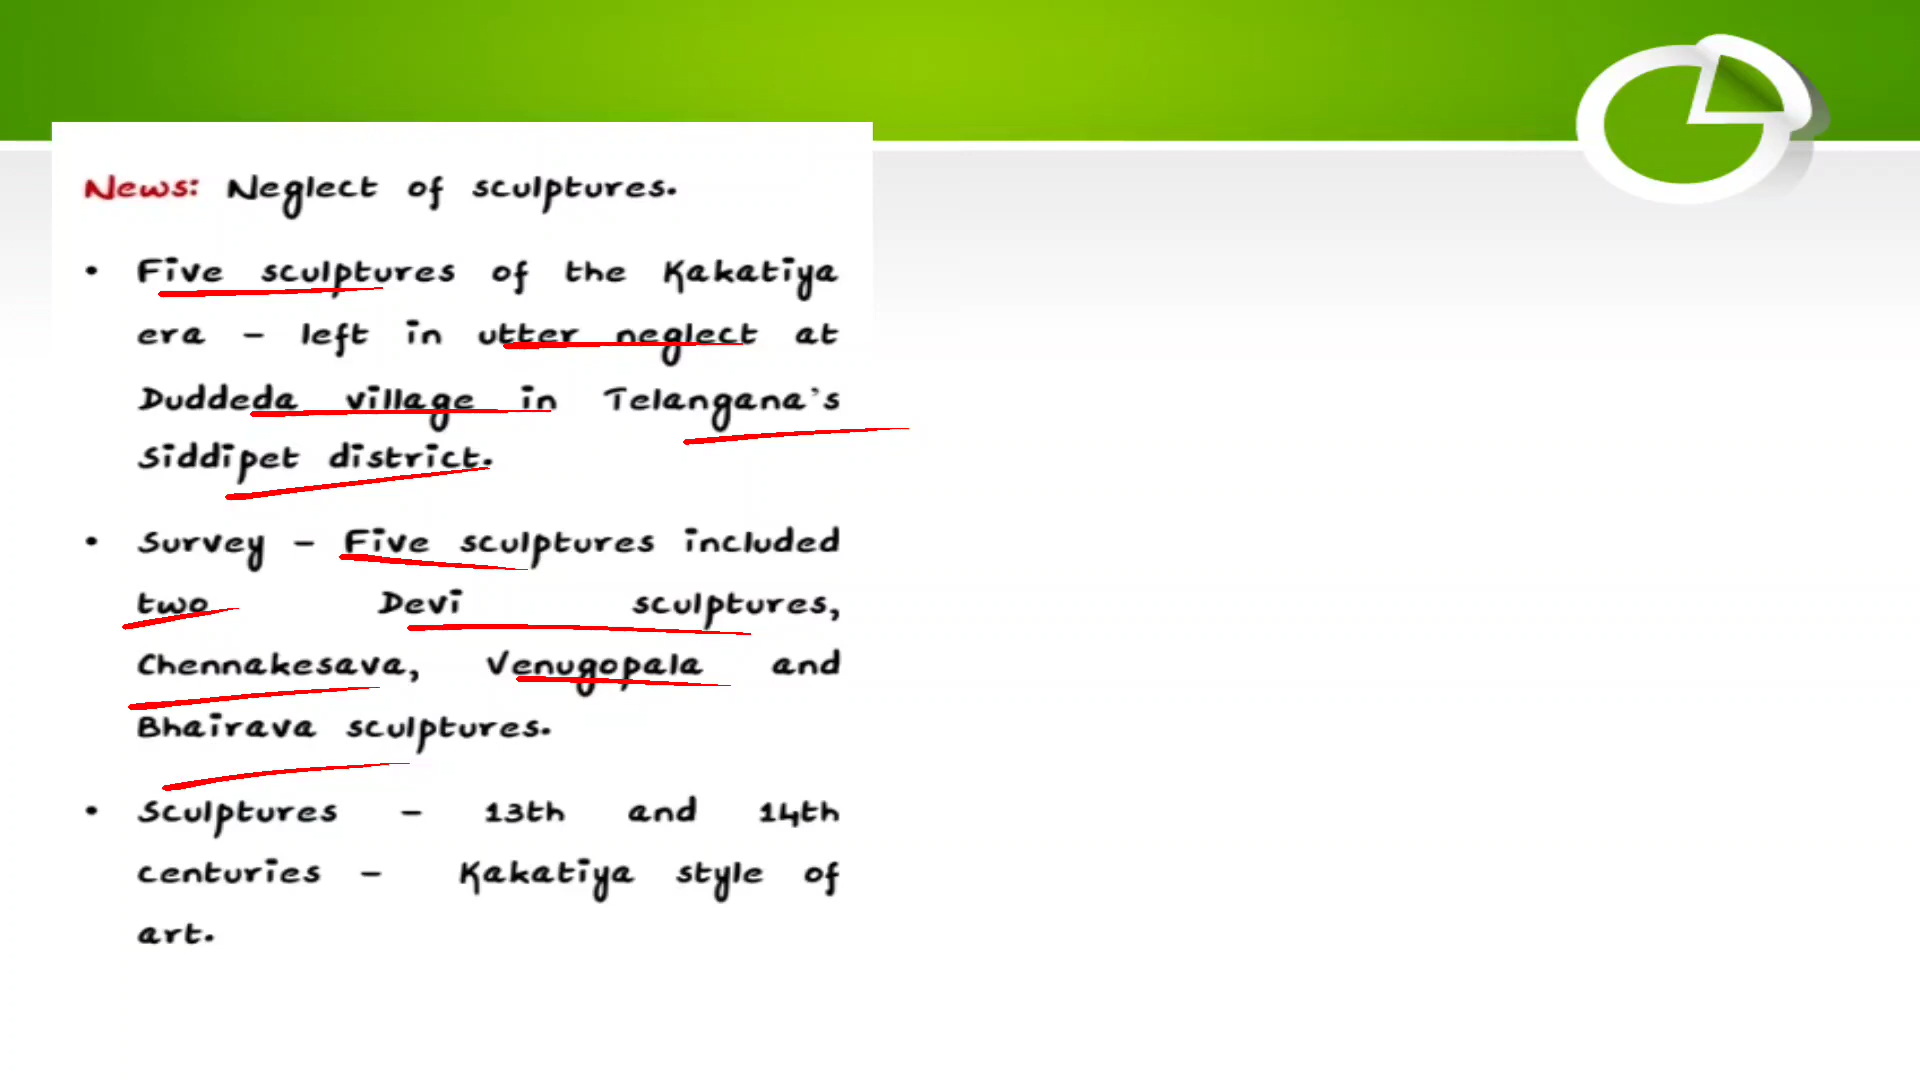 News: Neglect of sculptures.
• Five sculptures of the Kakatiya
era – left in utter neglect at
Duddeda village in Telangana's
Siddipet district.
• Survey – Five sculptures included
two Devi sculptures,
Chennakesava, Venugopala and
Bhairava sculptures.
• Sculptures – 13th and 14th
centuries – Kakatiya style of
art.